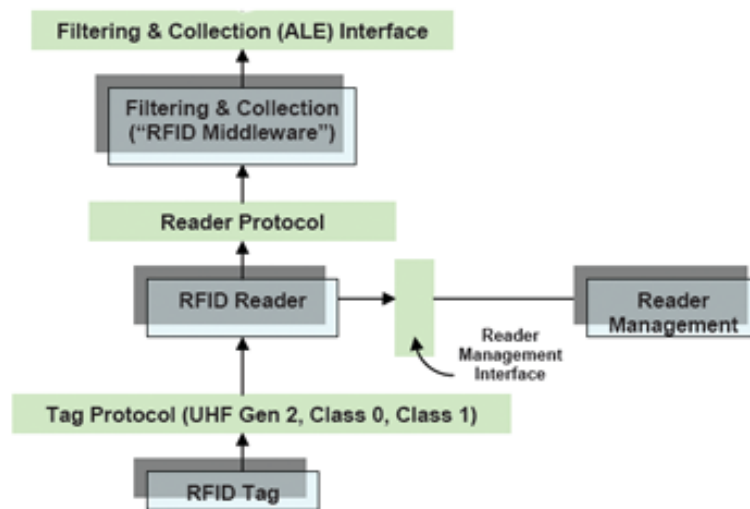 Filtering & Collection (ALE) Interface
Filtering & Collection
(“RFID Middleware”)
Reader Protocol
RFID Reader
Reader
Management
Reader
Management
Interface
Tag Protocol (UHF Gen 2, Class 0, Class 1)
RFID Tag